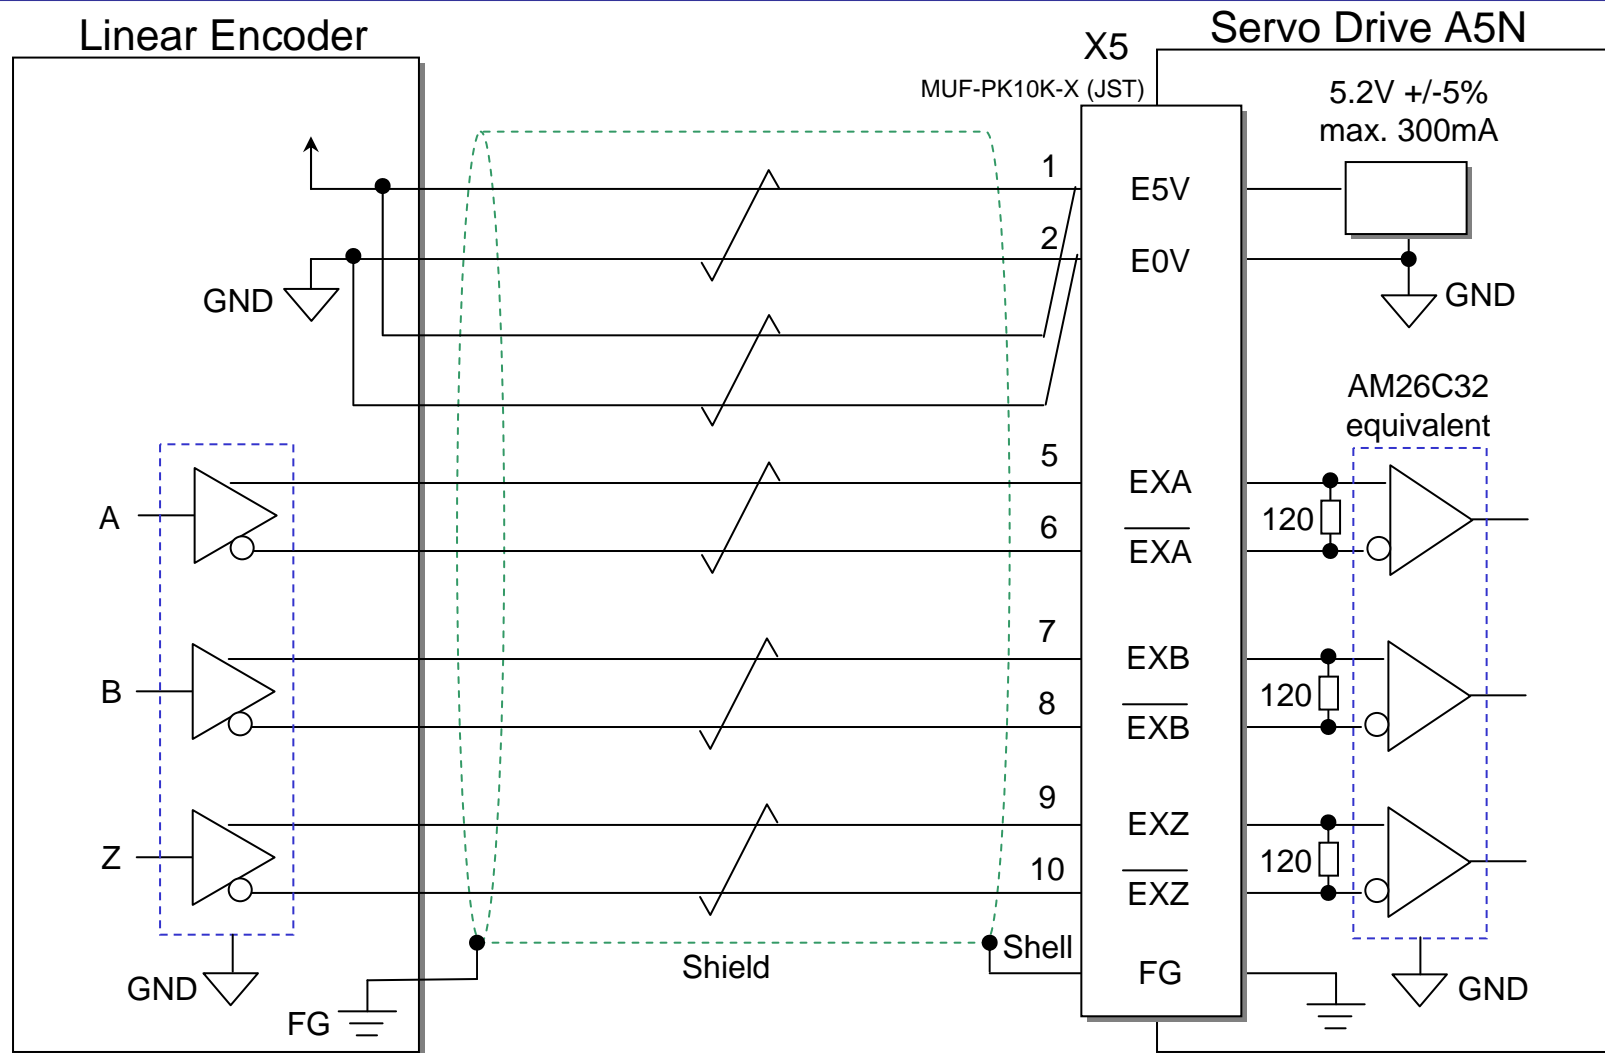 Linear Encoder
Servo Drive A5N
X5
MUF-PK10K-X (JST)
5.2V +/-5%
max. 300mA
1
E5V
2
E0V
GND
GND
AM26C32
equivalent
5
EXA
A
6
EXA
120
7
EXB
B
8
EXB
120
9
EXZ
Z
10
EXZ
120
Shell
Shield
FG
GND
GND
FG